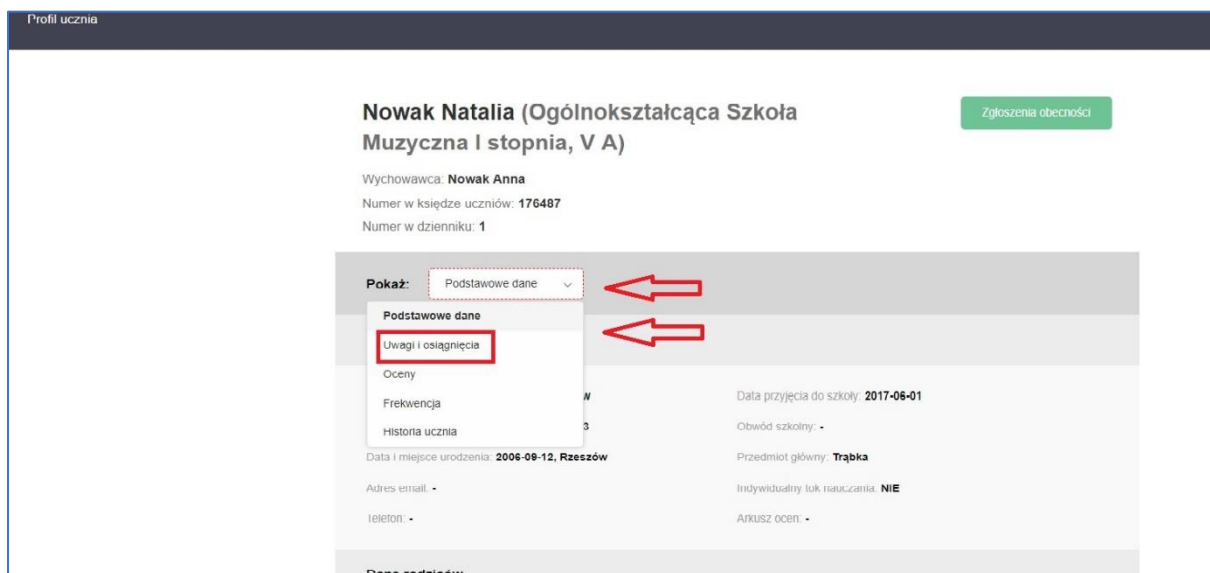 Profil ucznia
Nowak Natalia (Ogólnokształcąca Szkoła
Muzyczna I stopnia, V A)
Zgłoszenia obecności
Wychowawca: Nowak Anna
Numer w księdze uczniów: 176487
Numer w dzienniku: 1
Pokaż: Podstawowe dane
Podstawowe dane
Uwagi i osiągnięcia
Oceny
Frekwencja
Historia ucznia
w
Data przyjęcia do szkoły: 2017-06-01
3
Obwód szkolny: -
Data i miejsce urodzenia: 2006-09-12, Rzeszów
Przedmiot główny: Trąbka
Adres email: -
Indywidualny tok nauczania: NIE
Telefon: -
Arkusz ocen: -
Dane rodziców